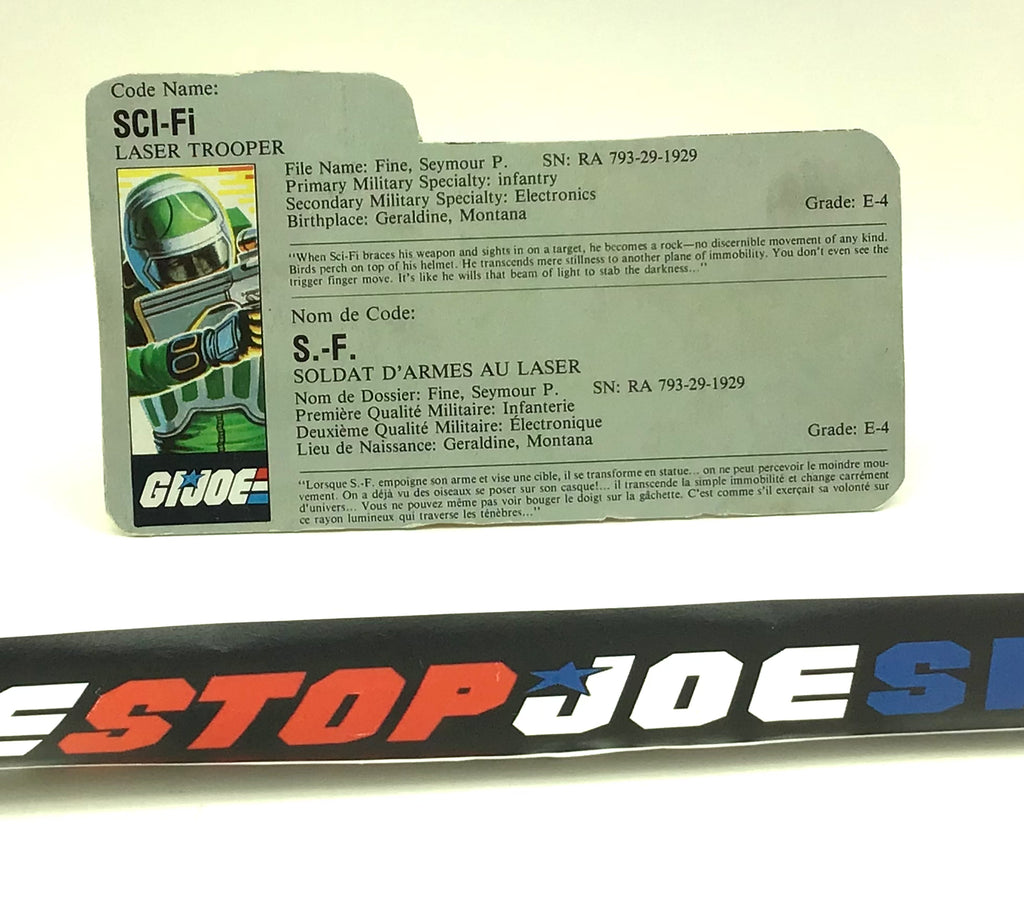 Code Name:
SCI-Fi
LASER TROOPER
File Name: Fine, Seymour P. SN: RA 793-29-1929
Primary Military Specialty: infantry
Secondary Military Specialty: Electronics
Birthplace: Geraldine, Montana
Grade: E-4
"When Sci-Fi braces his weapon and sights in on a target, he becomes a rock—no discernible movement of any kind.
Birds perch on top of his helmet. He transcends mere stillness to another plane of immobility. You don't even see the
trigger finger move. It's like he wills that beam of light to stab the darkness..."
Nom de Code:
S.-F.
SOLDAT D'ARMES AU LASER
Nom de Dossier: Fine, Seymour P. SN: RA 793-29-1929
Première Qualité Militaire: Infanterie
Deuxième Qualité Militaire: Électronique
Lieu de Naissance: Geraldine, Montana
Grade: E-4
"Lorsque S.-F. empoigne son arme et vise une cible, il se transforme en statue... on ne peut percevoir le moindre mou-
vement. On a déjà vu des oiseaux se poser sur son casque!... il transcende la simple immobilité et change carrément
d'univers... Vous ne pouvez même pas voir bouger le doigt sur la gâchette. C'est comme s'il exerçait sa volonté sur
ce rayon lumineux qui traverse les ténèbres..."
GIJOE
E STOP JOE S